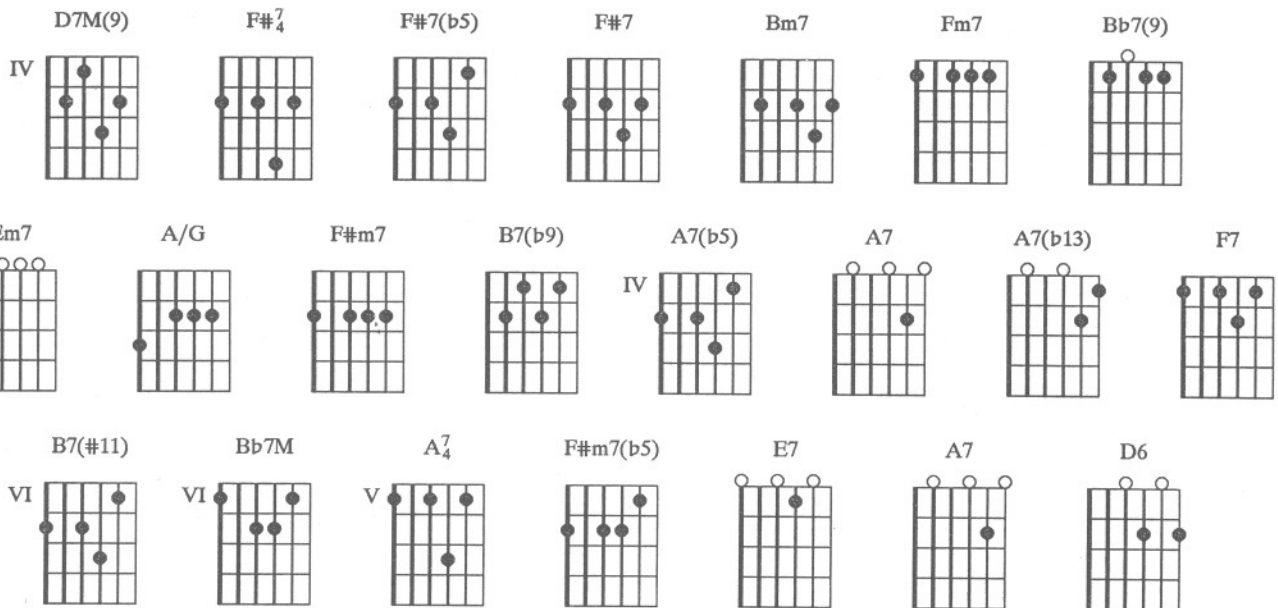 D7M(9) F#7/4 F#7(b5) F#7 Bm7 Fm7 Bb7(9)
IV
Em7 A/G F#m7 B7(b9) A7(b5) A7 A7(b13) F7
IV
B7(#11) Bb7M A7/4 F#m7(b5) E7 A7 D6
VI VI V